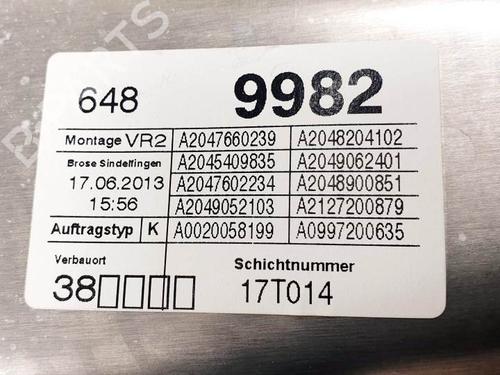 648 9982
Montage VR2 A2047660239 A2048204102
Brose Sindelfingen A2045409835 A2049062401
17.06.2013 A2047602234 A2048900851
15:56 A2049052103 A2127200879
Auftragstyp K A0020058199 A0997200635
Verbauort Schichtnummer
38□□□□ 17T014